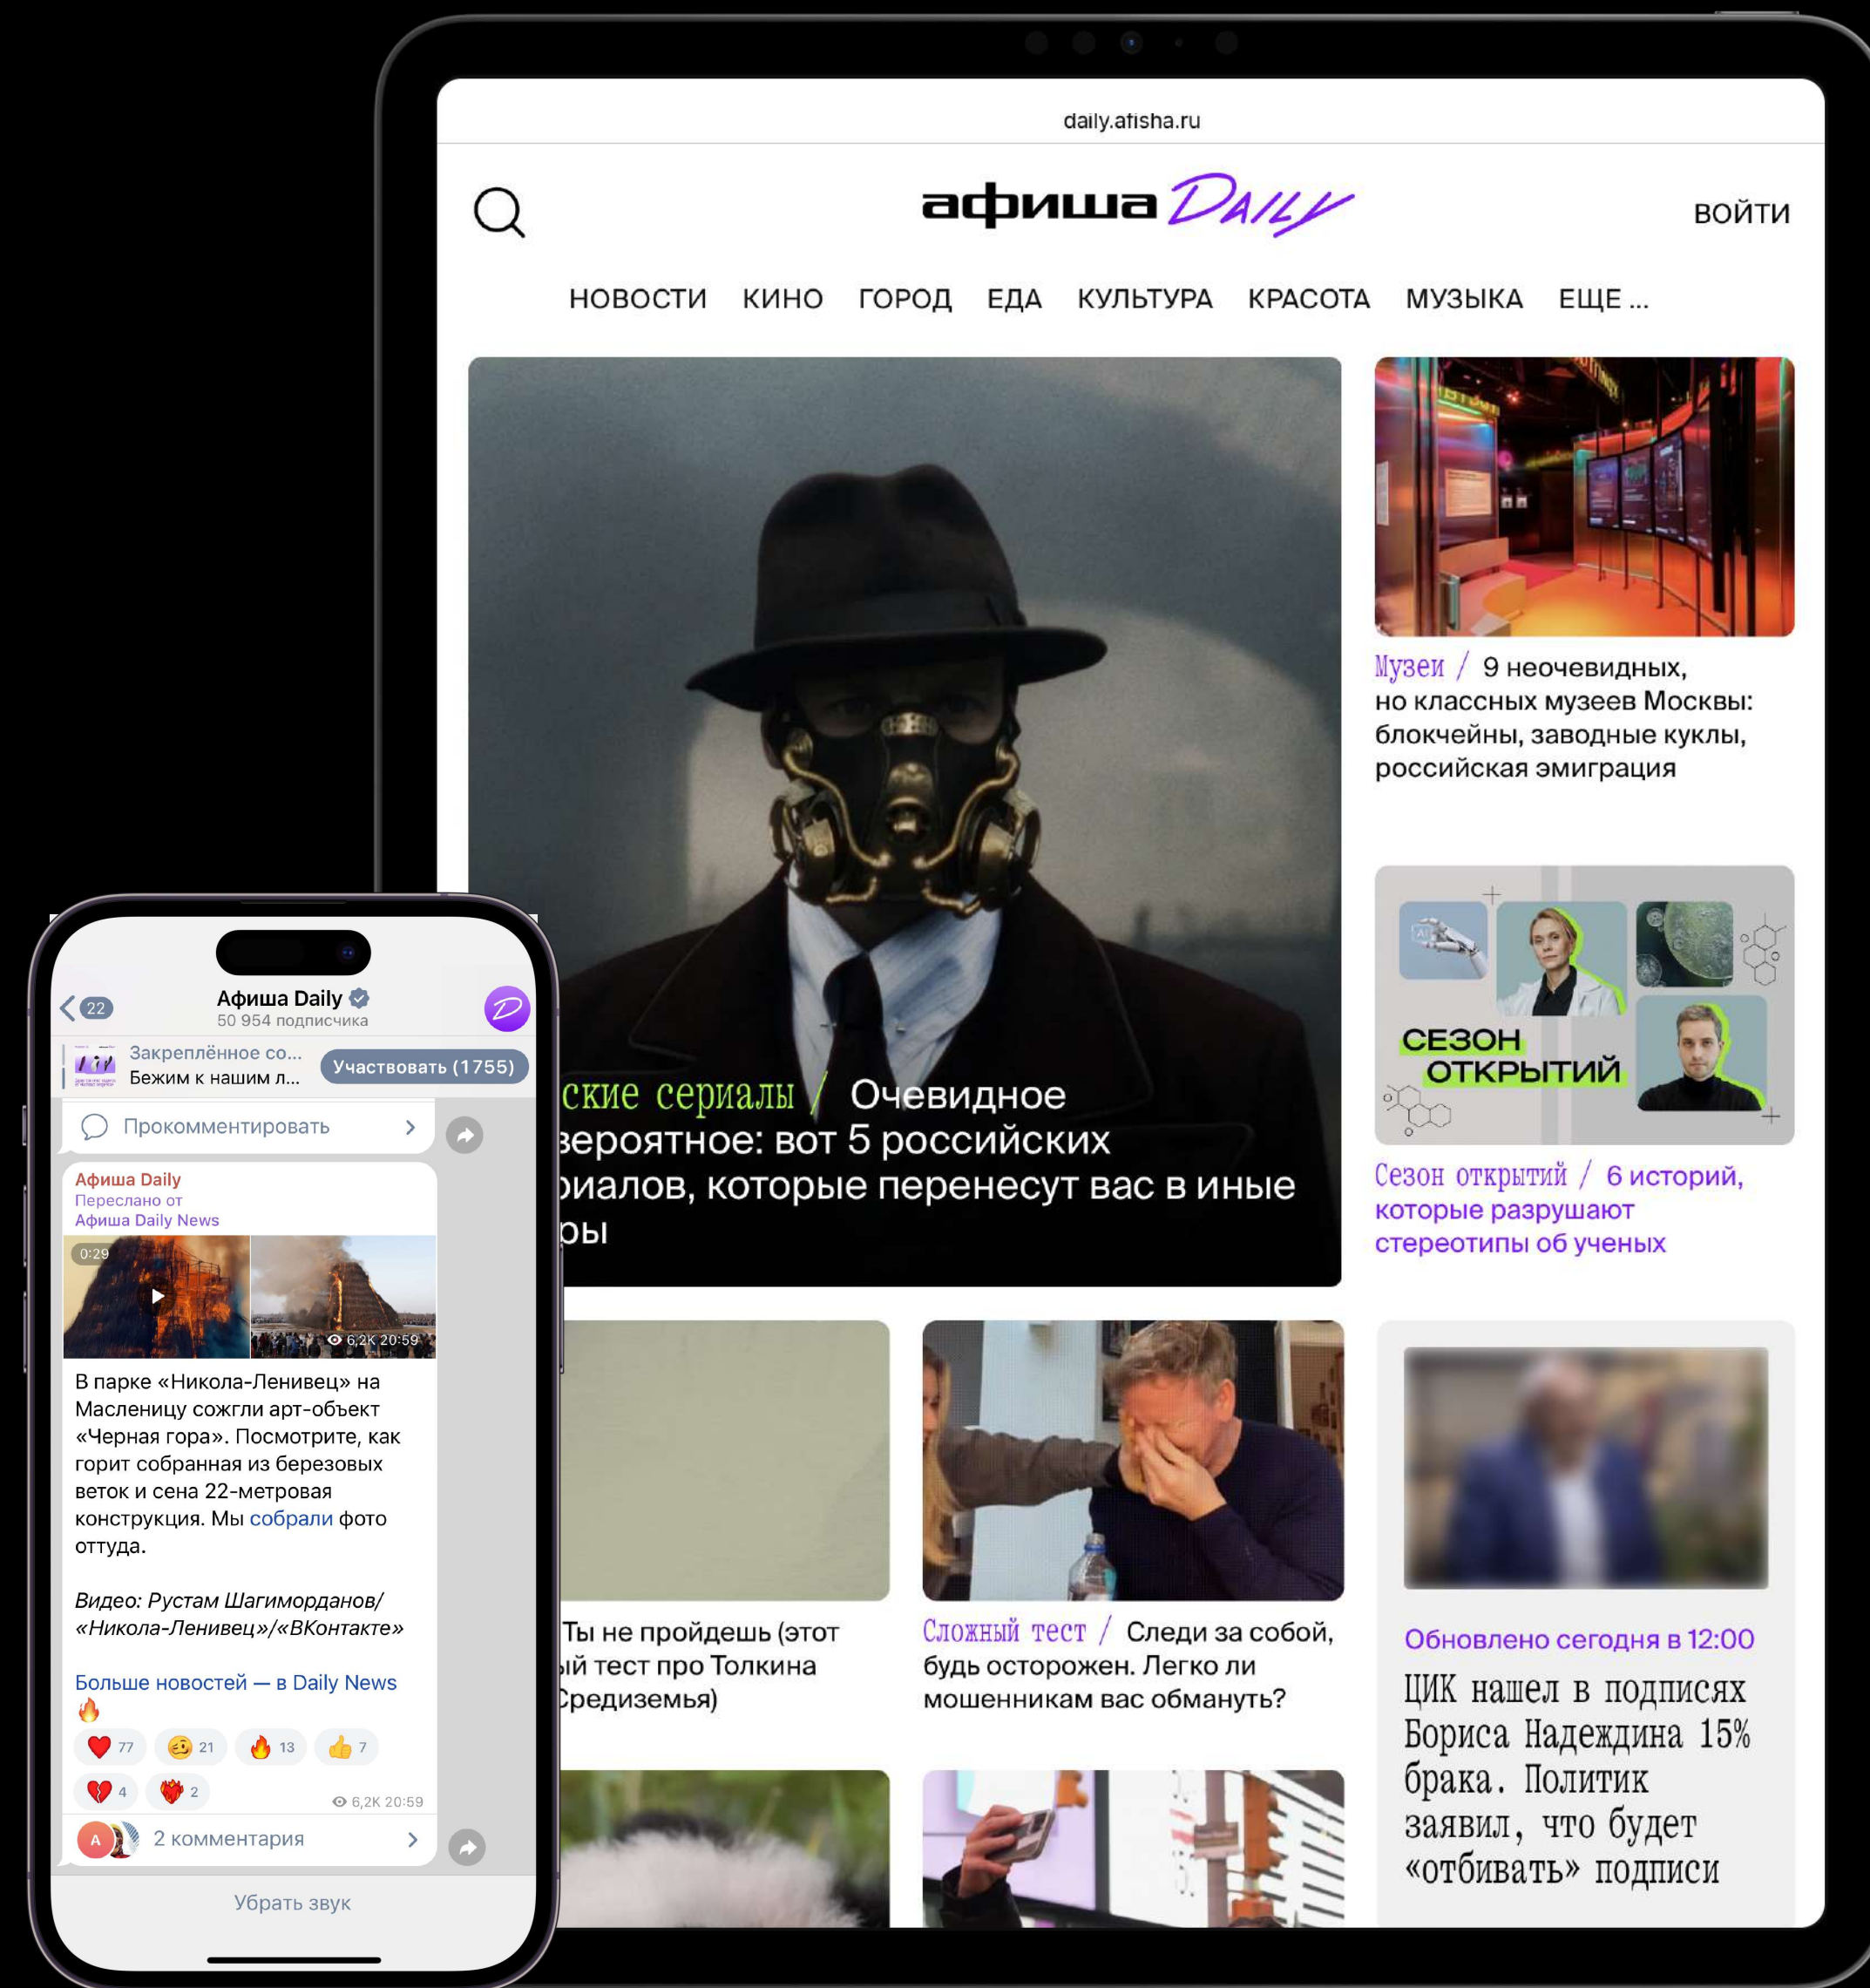 daily.afisha.ru
афиша DAILY
ВОЙТИ
НОВОСТИ КИНО ГОРОД ЕДА КУЛЬТУРА КРАСОТА МУЗЫКА ЕЩЕ ...
ские сериалы / Очевидное
вероятное: вот 5 российских
риалов, которые перенесут вас в иные
ры
Музеи / 9 неочевидных,
но классных музеев Москвы:
блокчейны, заводные куклы,
российская эмиграция
AI
СЕЗОН
ОТКРЫТИЙ
Сезон открытий / 6 историй,
которые разрушают
стереотипы об ученых
Ты не пройдешь (этот
ый тест про Толкина
Средиземья)
Сложный тест / Следи за собой,
будь осторожен. Легко ли
мошенникам вас обмануть?
Обновлено сегодня в 12:00
ЦИК нашел в подписях
Бориса Надеждина 15%
брака. Политик
заявил, что будет
«отбивать» подписи
22
Афиша Daily
50 954 подписчика
D
Закреплённое со...
Бежим к нашим л...
Участвовать (1755)
Прокомментировать
Афиша Daily
Переслано от
Афиша Daily News
0:29
6,2K 20:59
В парке «Никола-Ленивец» на
Масленицу сожгли арт-объект
«Черная гора». Посмотрите, как
горит собранная из березовых
веток и сена 22-метровая
конструкция. Мы собрали фото
оттуда.
Видео: Рустам Шагиморданов/
«Никола-Ленивец»/«ВКонтакте»
Больше новостей — в Daily News
77 21 13 7
4 2
6,2K 20:59
А
2 комментария
Убрать звук